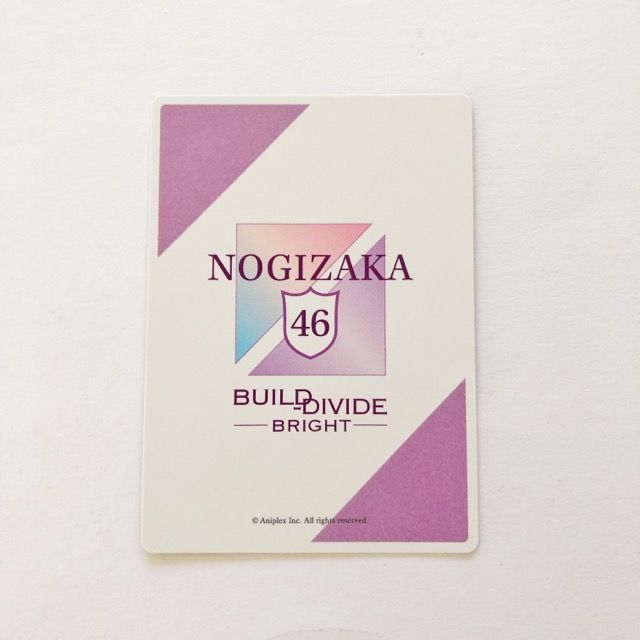 NOGIZAKA
46
BUILD
-DIVIDE
BRIGHT
© Aniplex Inc. All rights reserved.